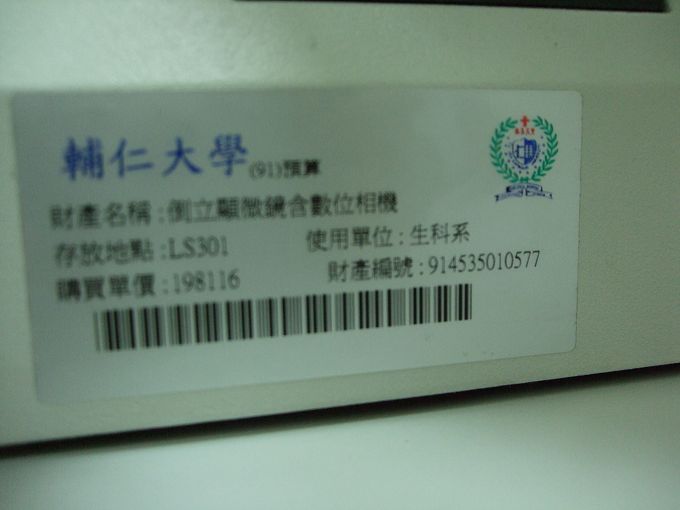 輔仁大學(91)預算
財產名稱:倒立顯微鏡含數位相機
存放地點:LS301 使用單位:生科系
購買單價:198116 財產編號:914535010577